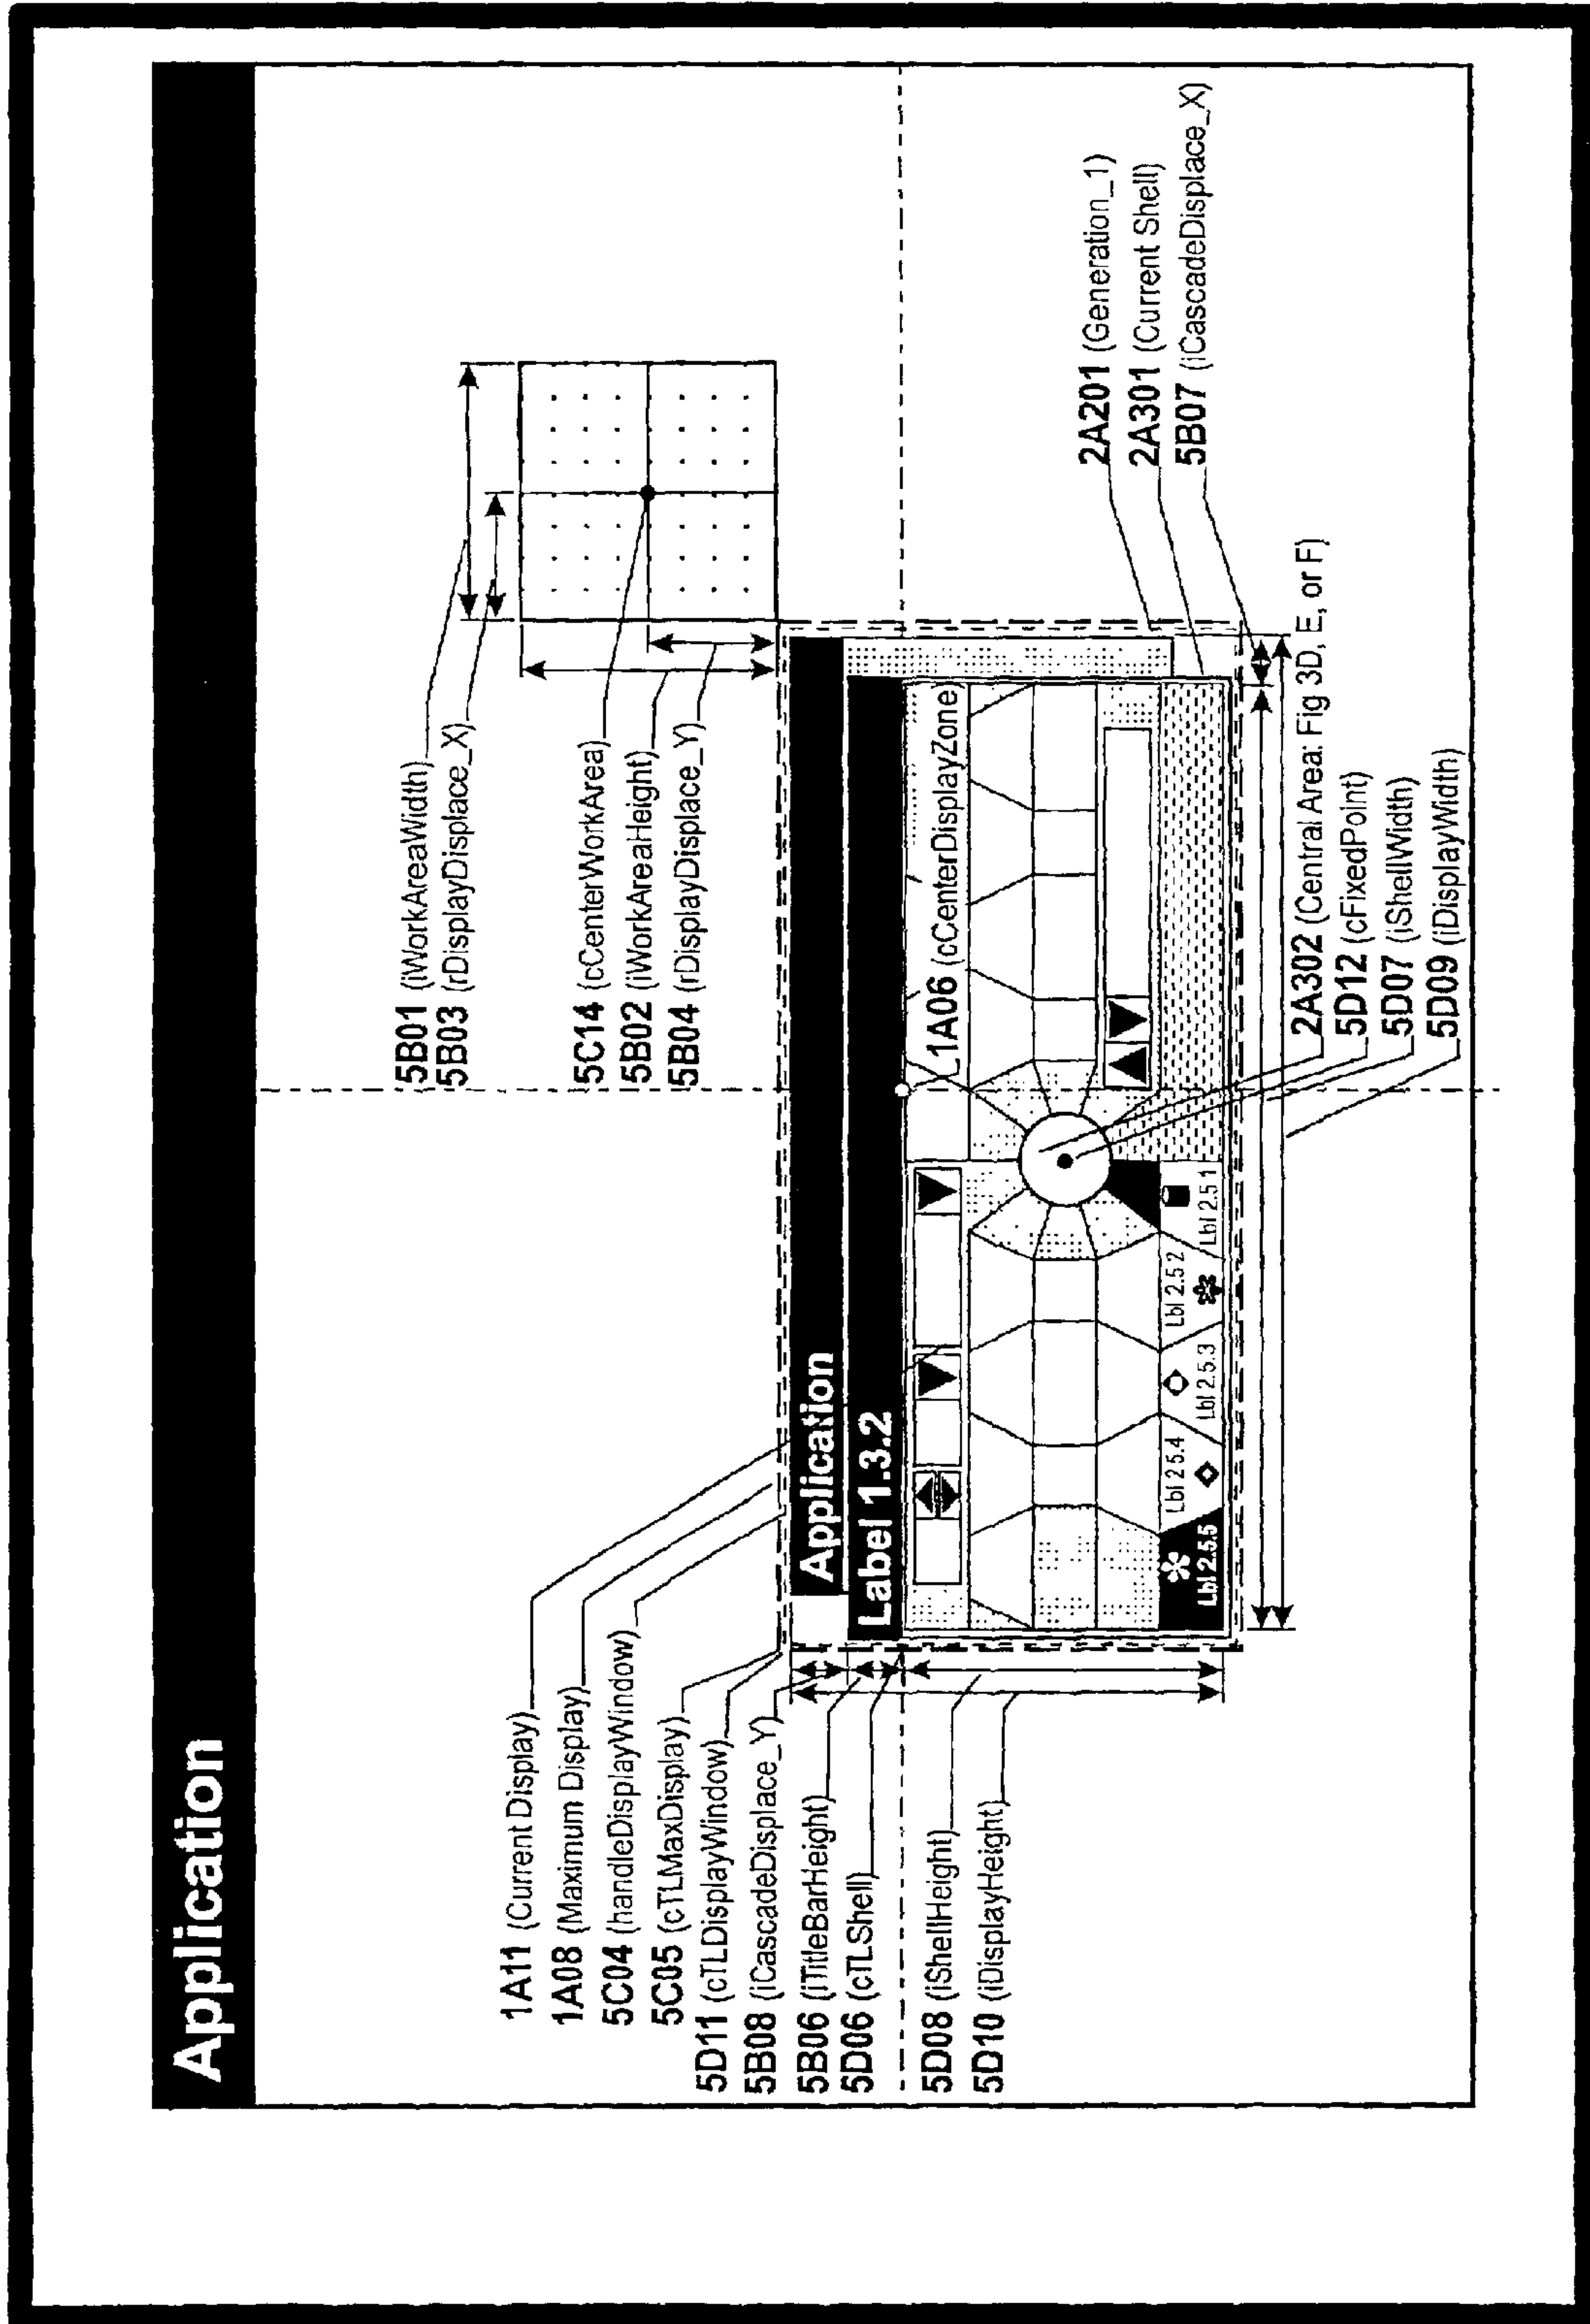 Application
5B01 (iWorkAreaWidth)
5B03 (rDisplayDisplace_X)
5C14 (cCenterWorkArea)
5B02 (iWorkAreaHeight)
5B04 (rDisplayDisplace_Y)
1A11 (Current Display)
1A08 (Maximum Display)
5C04 (handleDisplayWindow)
5C05 (cTLMaxDisplay)
5D11 (cTLDisplayWindow)
5B08 (iCascadeDisplace_Y)
5B06 (iTitleBarHeight)
5D06 (cTLShell)
5D08 (iShellHeight)
5D10 (iDisplayHeight)
Application
Label 1.3.2
1A06 (cCenterDisplayZone)
Lbl 2.5.5
Lbl 2 5.4
Lbl 2.5.3
Lbl 2.5 2
Lbl 2.5 1
2A201 (Generation_1)
2A301 (Current Shell)
5B07 (iCascadeDisplace_X)
2A302 (Central Area: Fig 3D, E, or F)
5D12 (cFixedPoint)
5D07 (iShellWidth)
5D09 (iDisplayWidth)